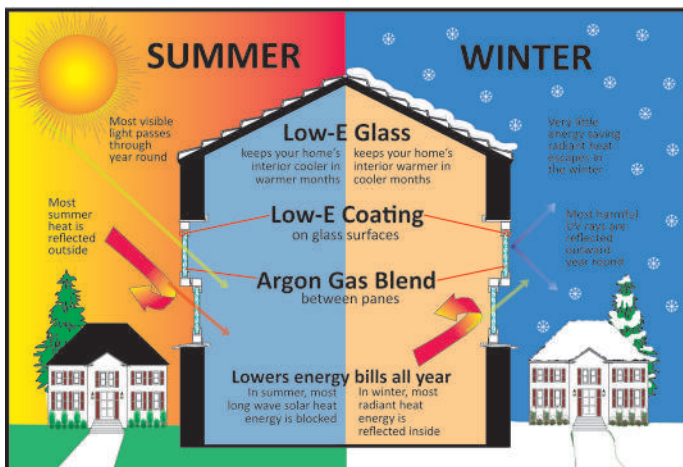 SUMMER
WINTER
Most visible
light passes
through
year round
Very little
energy saving
radiant heat
escapes in
the winter
Low-E Glass
keeps your home's
interior cooler in
warmer months
keeps your home's
interior warmer in
cooler months
Most
summer
heat is
reflected
outside
Low-E Coating
on glass surfaces
Most harmful
UV rays are
reflected
outward
year round
Argon Gas Blend
between panes
Lowers energy bills all year
In summer, most
long wave solar heat
energy is blocked
In winter, most
radiant heat
energy is
reflected inside